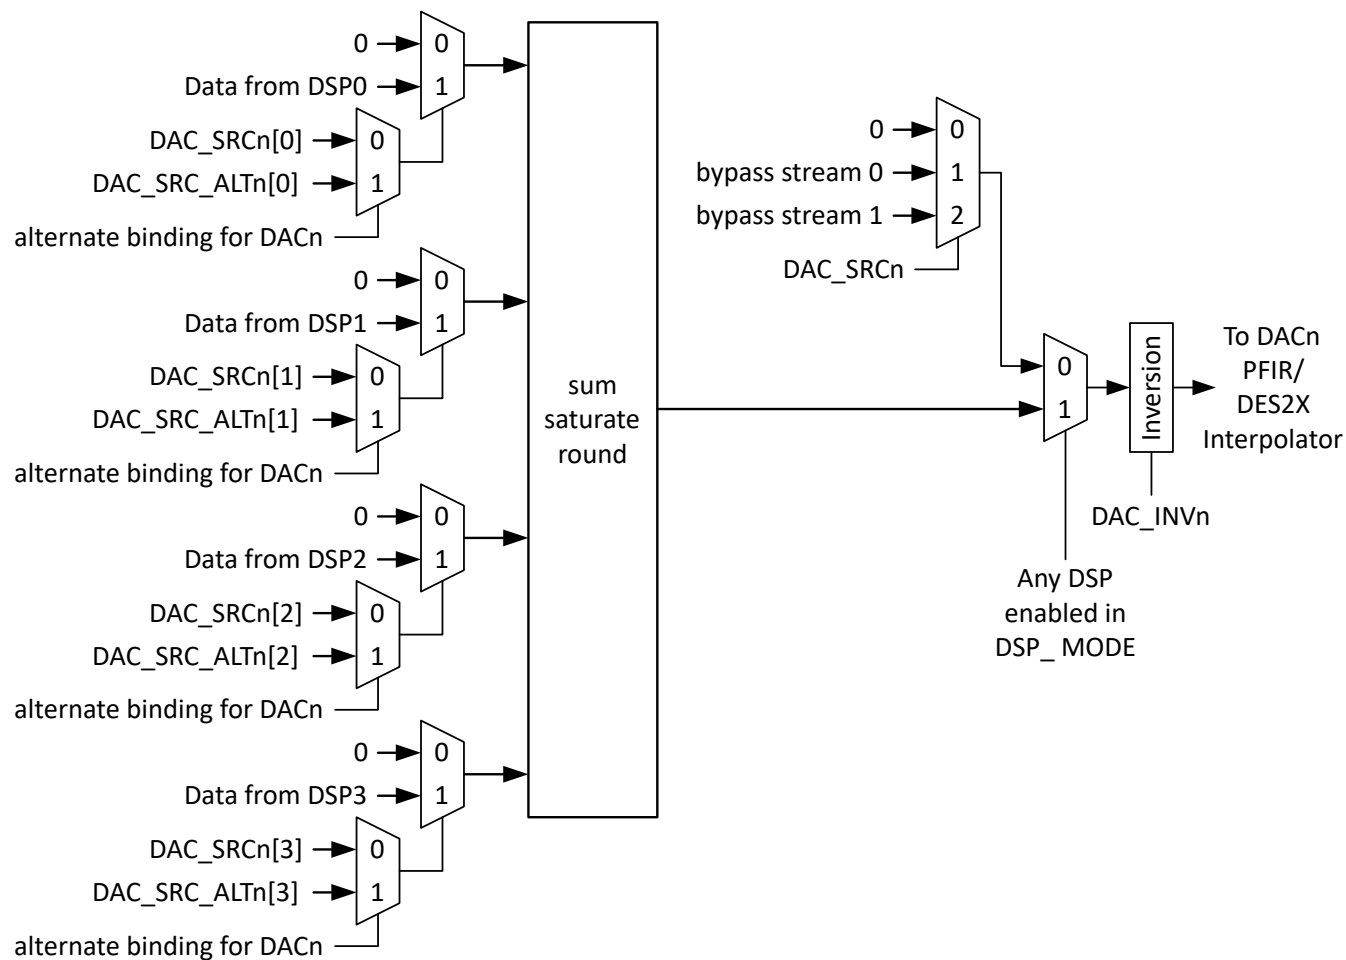 0
0
Data from DSP0
1
DAC_SRCn[0]
0
DAC_SRC_ALTn[0]
1
alternate binding for DACn
0
0
Data from DSP1
1
DAC_SRCn[1]
0
DAC_SRC_ALTn[1]
1
alternate binding for DACn
0
0
Data from DSP2
1
DAC_SRCn[2]
0
DAC_SRC_ALTn[2]
1
alternate binding for DACn
0
0
Data from DSP3
1
DAC_SRCn[3]
0
DAC_SRC_ALTn[3]
1
alternate binding for DACn
sum
saturate
round
0
0
bypass stream 0
1
bypass stream 1
2
DAC_SRCn
0
1
Any DSP
enabled in
DSP_ MODE
Inversion
DAC_INVn
To DACn
PFIR/
DES2X
Interpolator